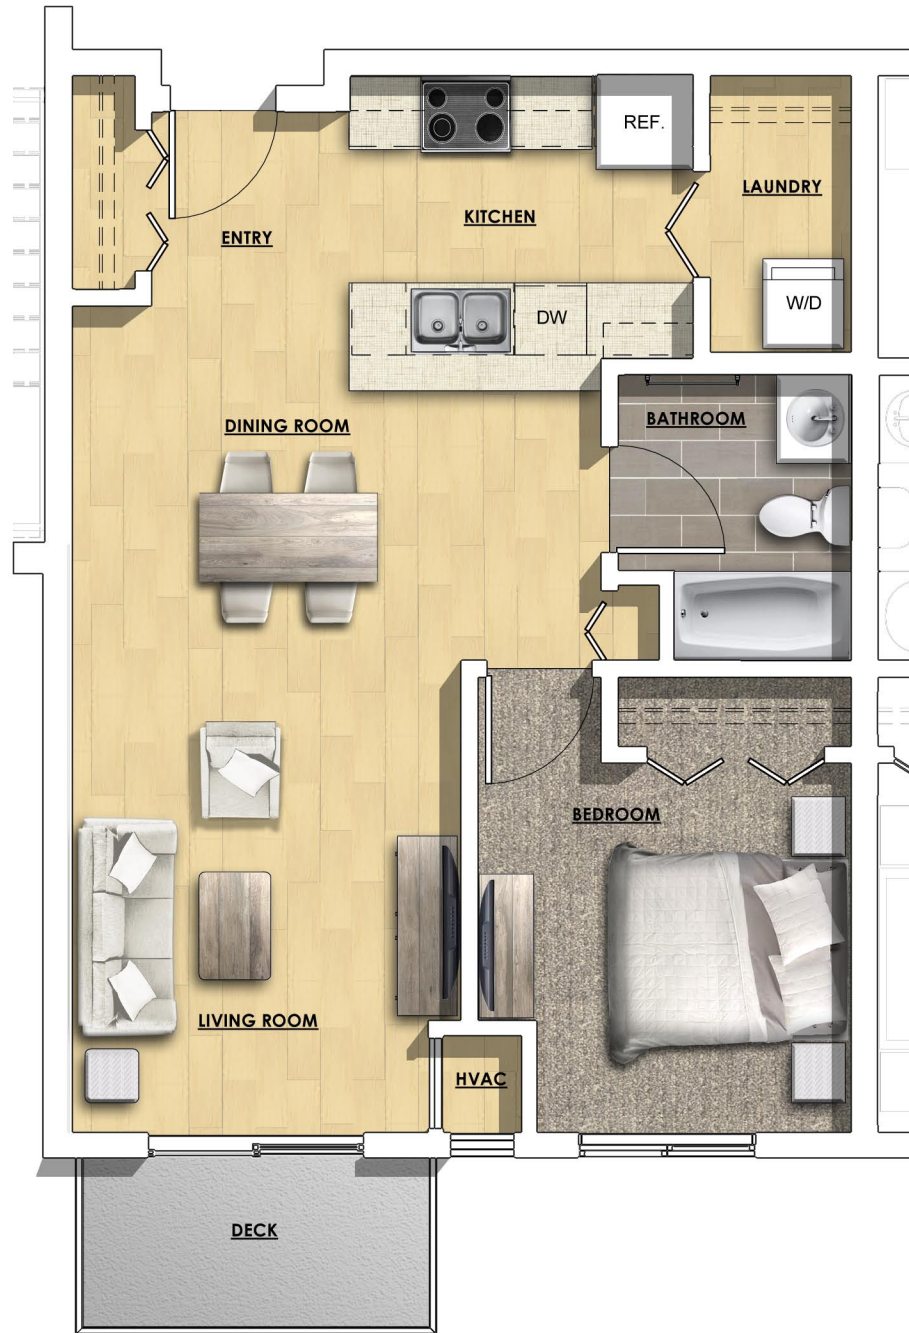 REF.
LAUNDRY
KITCHEN
ENTRY
W/D
DW
BATHROOM
DINING ROOM
BEDROOM
LIVING ROOM
HVAC
DECK